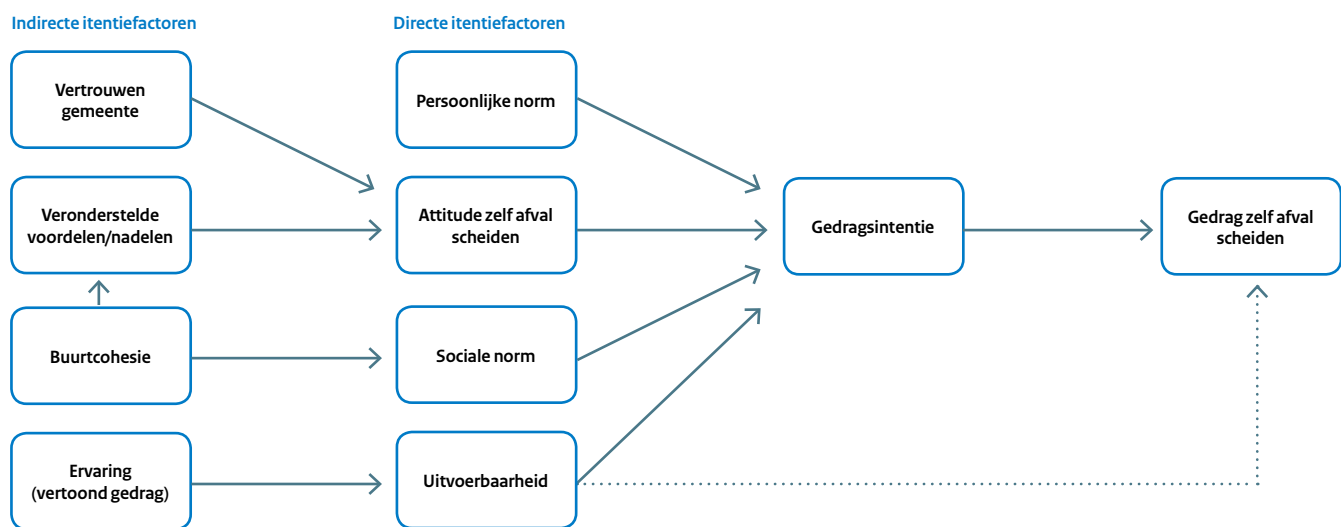 Indirecte itentiefactoren
Directe itentiefactoren
Vertrouwen
gemeente
Persoonlijke norm
Veronderstelde
voordelen/nadelen
Attitude zelf afval
scheiden
Gedragsintentie
Gedrag zelf afval
scheiden
Buurtcohesie
Sociale norm
Ervaring
(vertoond gedrag)
Uitvoerbaarheid